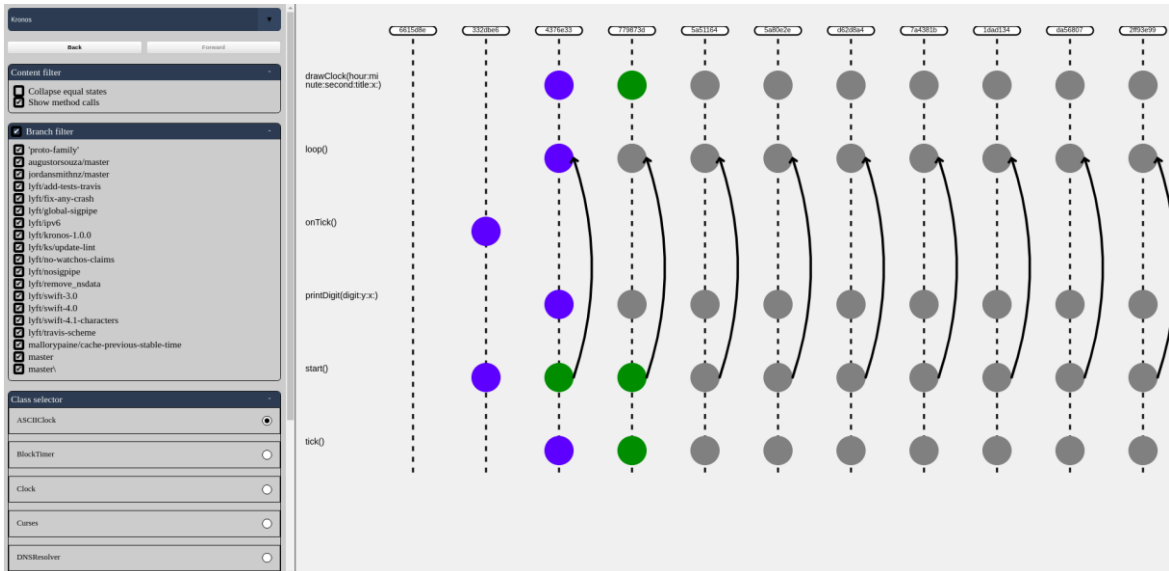 Kronos
Back
Forward
Content filter
Collapse equal states
Show method calls
Branch filter
'proto-family'
augustorsouza/master
jordansmithnz/master
lyft/add-tests-travis
lyft/fix-any-crash
lyft/global-sigpipe
lyft/ipv6
lyft/kronos-1.0.0
lyft/ks/update-lint
lyft/no-watchos-claims
lyft/nosigpipe
lyft/remove_nsdata
lyft/swift-3.0
lyft/swift-4.0
lyft/swift-4.1-characters
lyft/travis-scheme
mallorypaine/cache-previous-stable-time
master
master\
Class selector
ASCIIClock
BlockTimer
Clock
Curses
DNSResolver
6615d8e 332dbe6 4376e33 779873d 5a51164 5a80e2e d62d8a4 7a4381b 1dad134 da56807 2ff93e99
drawClock(hour:mi
nute:second:title:x:)
loop()
onTick()
printDigit(digit:y:x:)
start()
tick()